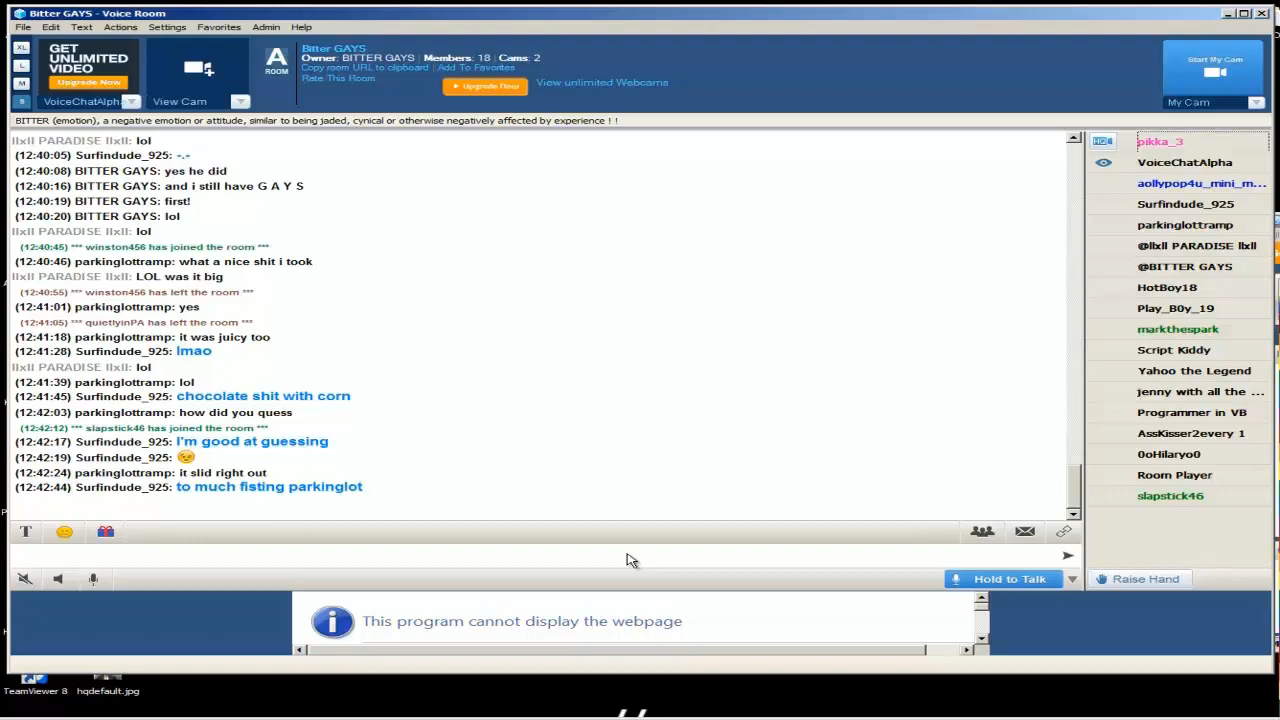 Bitter GAYS - Voice Room
File Edit Text Actions Settings Favorites Admin Help
XL
L
M
S
GET
UNLIMITED
VIDEO
Upgrade Now
VoiceChatAlph
View Cam
A
ROOM
Bitter GAYS
Owner: BITTER GAYS | Members: 18 | Cams: 2
Copy room URL to clipboard | Add To Favorites
Rate This Room
Upgrade Now
View unlimited Webcams
Start My Cam
My Cam
BITTER (emotion), a negative emotion or attitude, similar to being jaded, cynical or otherwise negatively affected by experience ! !
llxll PARADISE llxll: lol
(12:40:05) Surfindude_925: -.-
(12:40:08) BITTER GAYS: yes he did
(12:40:16) BITTER GAYS: and i still have G A Y S
(12:40:19) BITTER GAYS: first!
(12:40:20) BITTER GAYS: lol
llxll PARADISE llxll: lol
(12:40:45) *** winston456 has joined the room ***
(12:40:46) parkinglottramp: what a nice shit i took
llxll PARADISE llxll: LOL was it big
(12:40:55) *** winston456 has left the room ***
(12:41:01) parkinglottramp: yes
(12:41:05) *** quietlyinPA has left the room ***
(12:41:18) parkinglottramp: it was juicy too
(12:41:28) Surfindude_925: lmao
llxll PARADISE llxll: lol
(12:41:39) parkinglottramp: lol
(12:41:45) Surfindude_925: chocolate shit with corn
(12:42:03) parkinglottramp: how did you quess
(12:42:12) *** slapstick46 has joined the room ***
(12:42:17) Surfindude_925: I'm good at guessing
(12:42:19) Surfindude_925:
(12:42:24) parkinglottramp: it slid right out
(12:42:44) Surfindude_925: to much fisting parkinglot
HQ
pikka_3
VoiceChatAlpha
aollypop4u_mini_m...
Surfindude_925
parkinglottramp
@llxll PARADISE llxll
@BITTER GAYS
HotBoy18
Play_B0y_19
markthespark
Script Kiddy
Yahoo the Legend
jenny with all the ...
Programmer in VB
AssKisser2every 1
0oHilaryo0
Room Player
slapstick46
T
Hold to Talk
Raise Hand
This program cannot display the webpage
TeamViewer 8
hqdefault.jpg